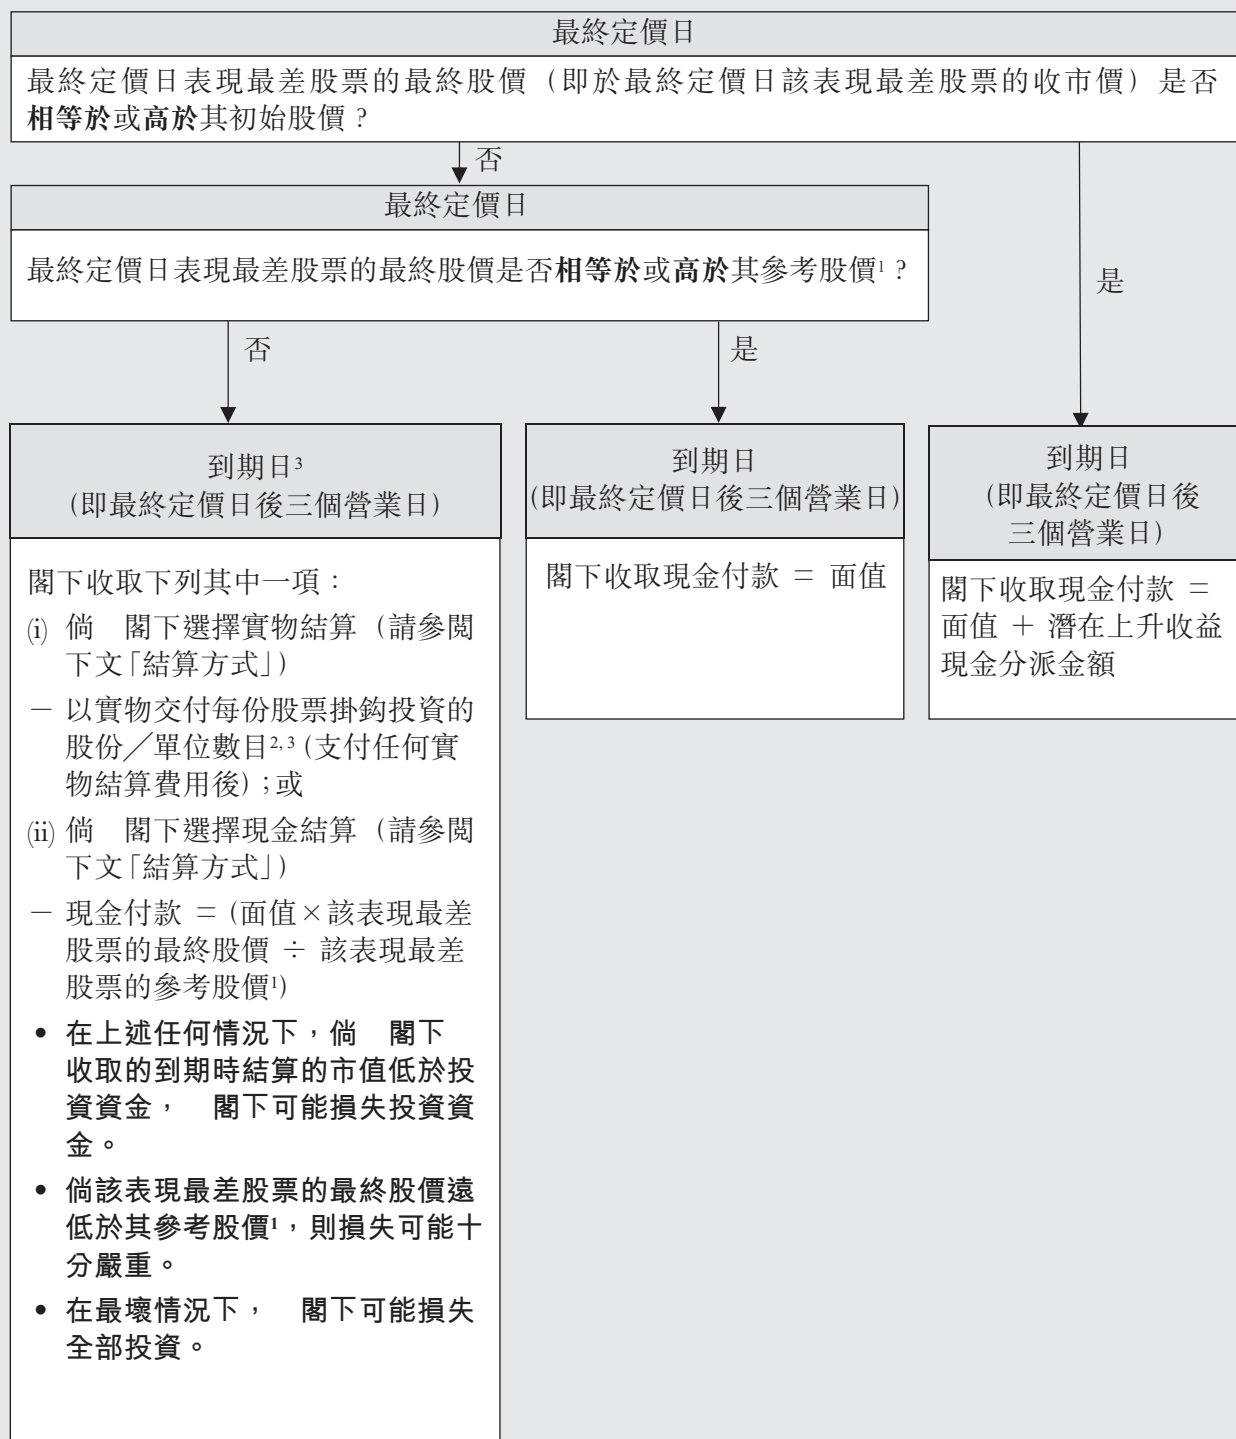 最終定價日
最終定價日表現最差股票的最終股價（即於最終定價日該表現最差股票的收市價）是否
相等於或高於其初始股價？
否
最終定價日
最終定價日表現最差股票的最終股價是否相等於或高於其參考股價¹？
是
否
是
到期日³
（即最終定價日後三個營業日）
閣下收取下列其中一項：
(i) 倘　閣下選擇實物結算（請參閱
下文「結算方式」）
－ 以實物交付每份股票掛鈎投資的
股份／單位數目²,³（支付任何實
物結算費用後）；或
(ii) 倘　閣下選擇現金結算（請參閱
下文「結算方式」）
－ 現金付款 ＝（面值×該表現最差
股票的最終股價 ÷ 該表現最差
股票的參考股價¹）
• 在上述任何情況下，倘　閣下
收取的到期時結算的市值低於投
資資金，　閣下可能損失投資資
金。
• 倘該表現最差股票的最終股價遠
低於其參考股價¹，則損失可能十
分嚴重。
• 在最壞情況下，　閣下可能損失
全部投資。
到期日
（即最終定價日後三個營業日）
閣下收取現金付款 ＝ 面值
到期日
（即最終定價日後
三個營業日）
閣下收取現金付款 ＝
面值 ＋ 潛在上升收益
現金分派金額